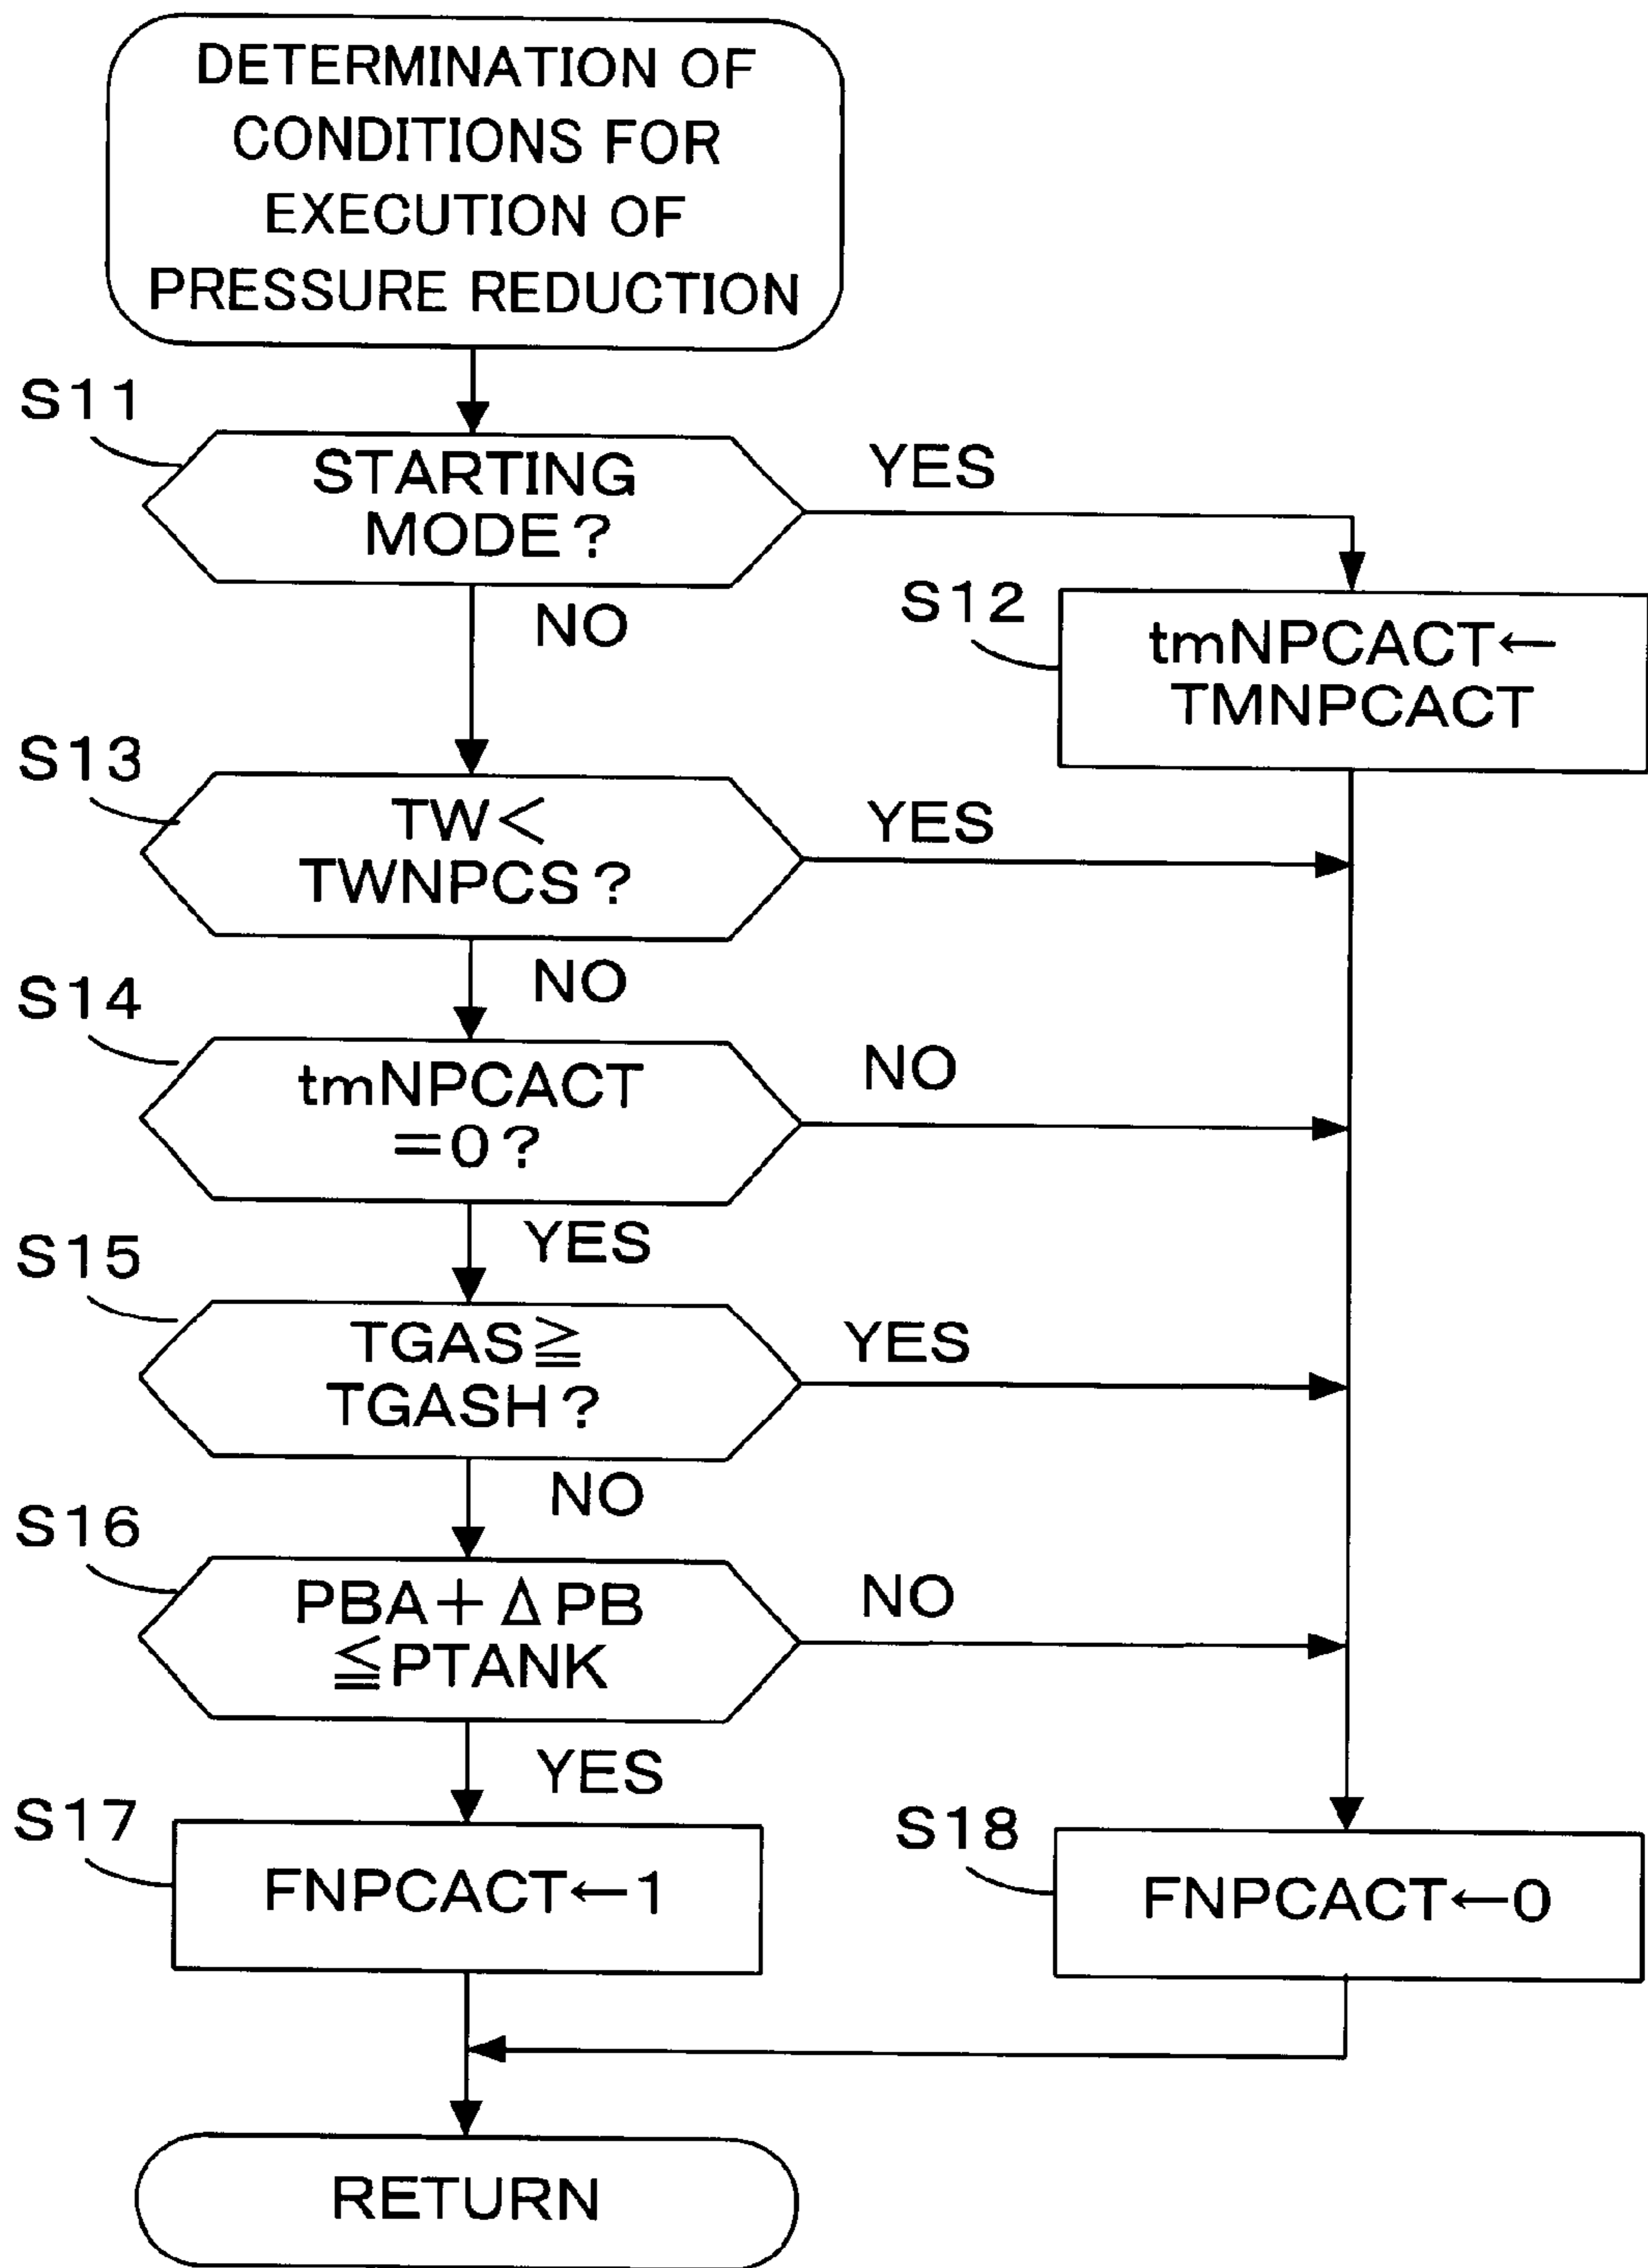 DETERMINATION OF
CONDITIONS FOR
EXECUTION OF
PRESSURE REDUCTION
S11
STARTING
MODE?
YES
NO
S12
tmNPCACT←
TMNPCACT
S13
TW<
TWNPCS?
YES
NO
S14
tmNPCACT
=0?
NO
YES
S15
TGAS≧
TGASH?
YES
NO
S16
PBA+ΔPB
≦PTANK
NO
YES
S17
FNPCACT←1
S18
FNPCACT←0
RETURN